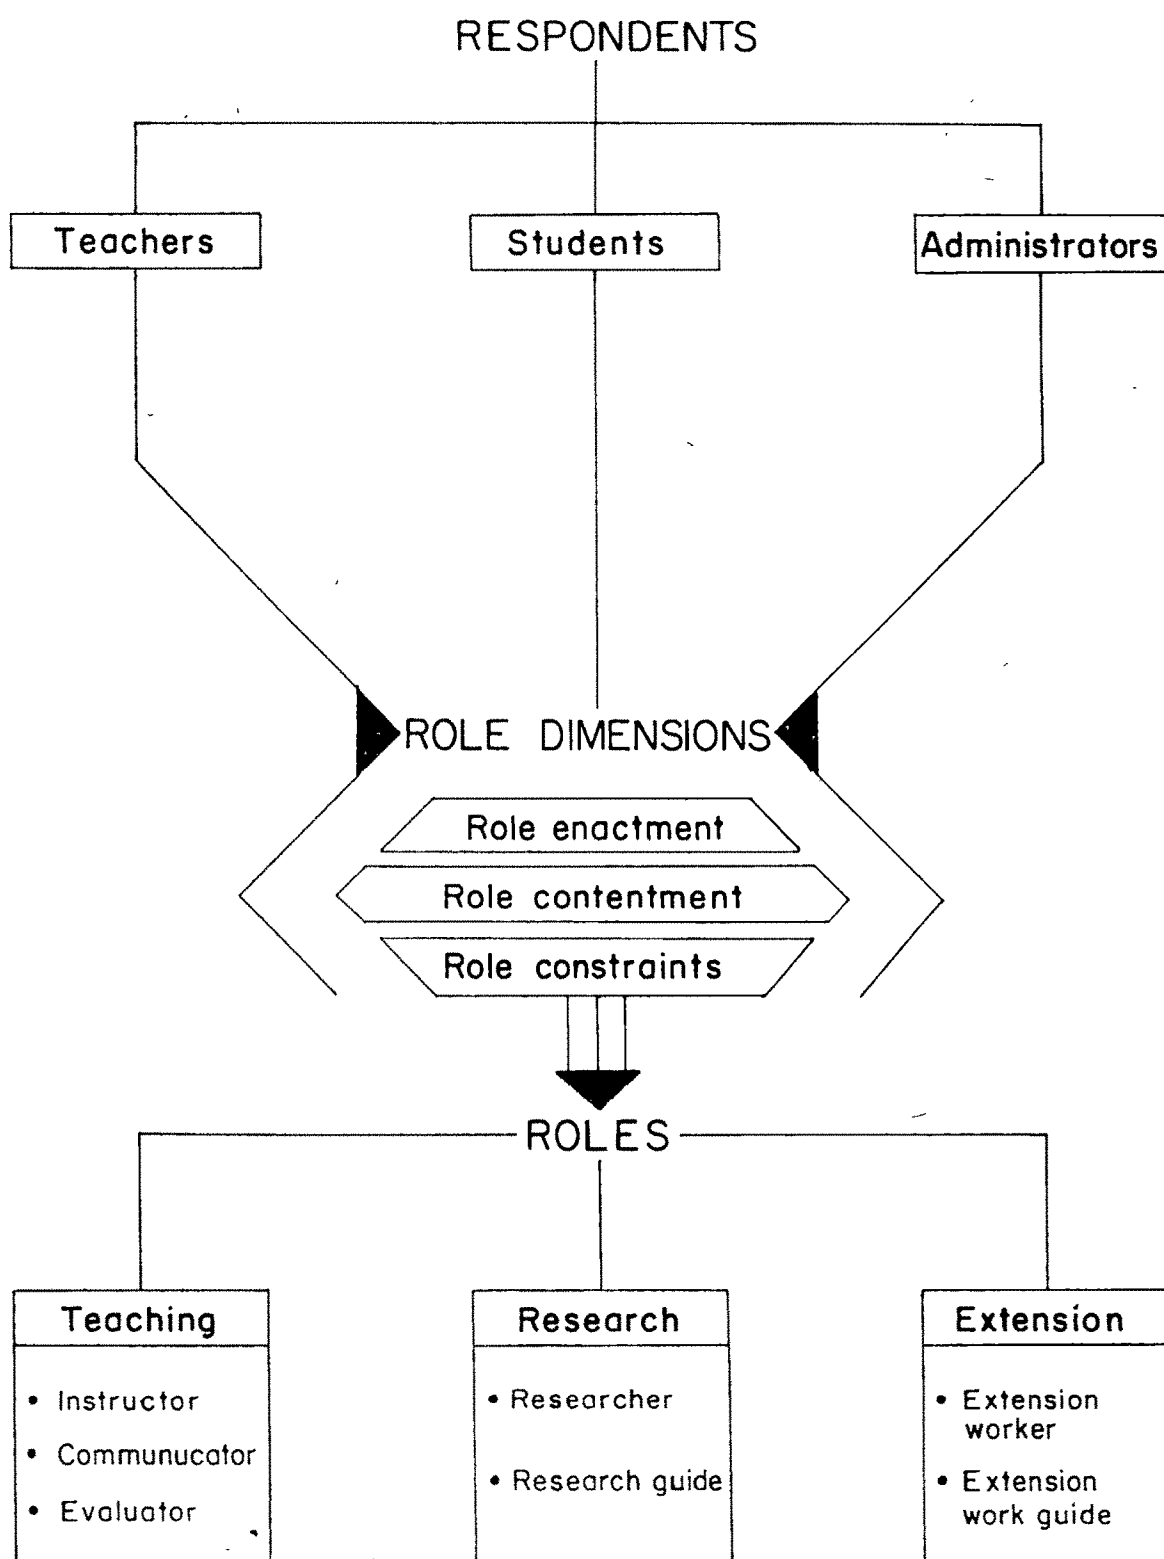 RESPONDENTS
Teachers
Students
Administrators
ROLE DIMENSIONS
Role enactment
Role contentment
Role constraints
ROLES
Teaching
• Instructor
• Communucator
• Evaluator
Research
• Researcher
• Research guide
Extension
• Extension
worker
• Extension
work guide